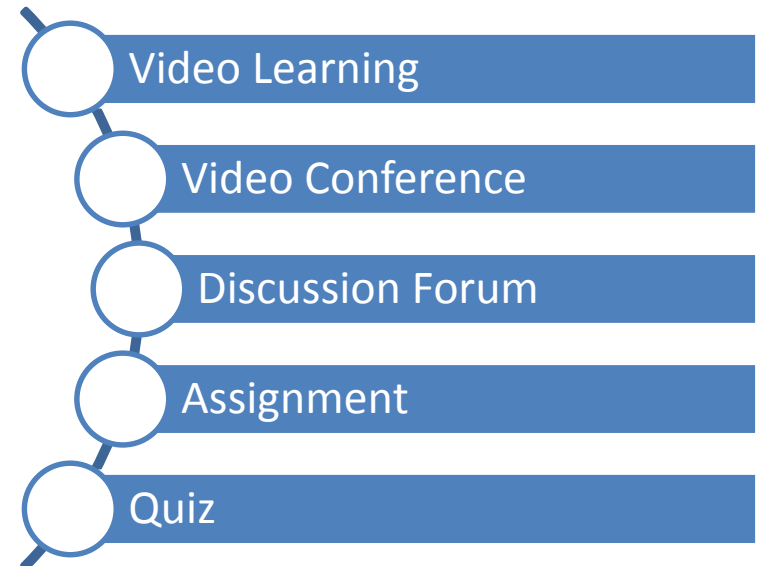 Video Learning
Video Conference
Discussion Forum
Assignment
Quiz